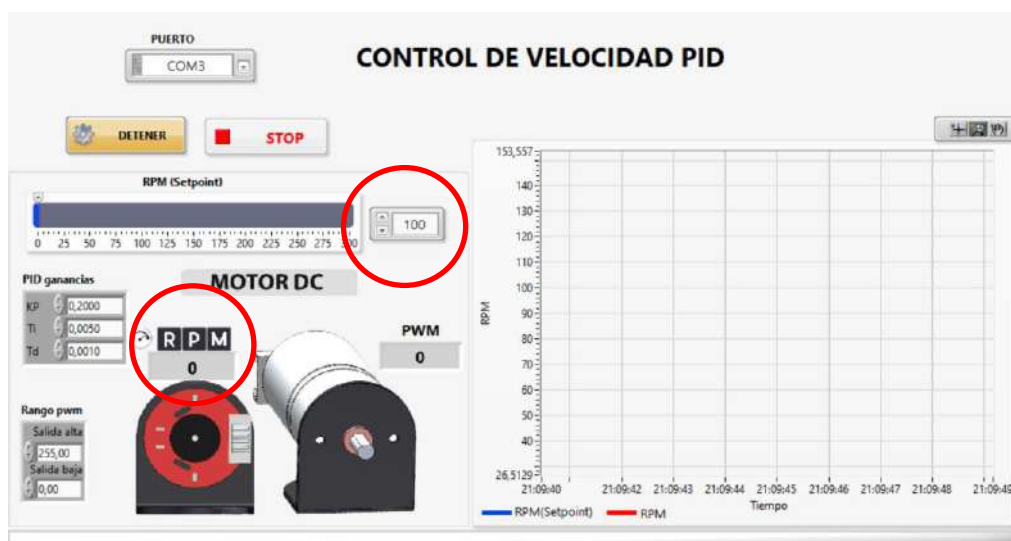 PUERTO
COM3
CONTROL DE VELOCIDAD PID
DETENER
STOP
RPM (Setpoint)
0 25 50 75 100 125 150 175 200 225 250 275 300
100
PID ganancias
KP 0,2000
Ti 0,0050
Td 0,0010
MOTOR DC
RPM
0
PWM
0
Rango pwm
Salida alta
255,00
Salida baja
0,00
153,557
140
130
120
110
100
90
80
70
60
50
40
26,5129
RPM
21:09:40 21:09:42 21:09:43 21:09:44 21:09:45 21:09:46 21:09:47 21:09:48 21:09:49
Tiempo
RPM(Setpoint) RPM